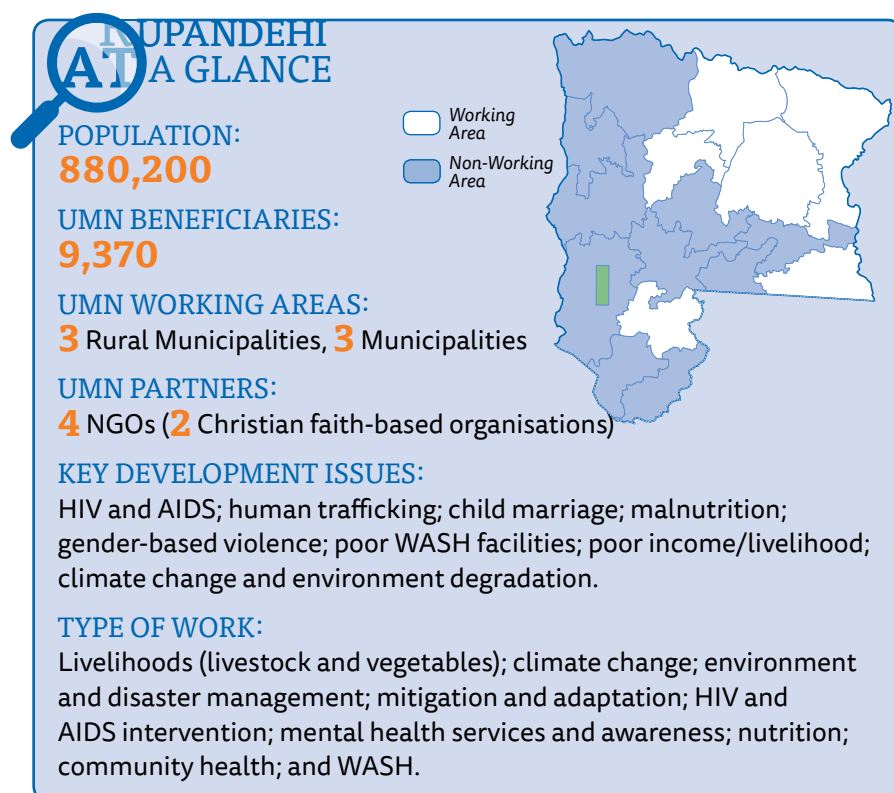 RUPANDEHI
AT A GLANCE
Working
Area
Non-Working
Area
POPULATION:
880,200
UMN BENEFICIARIES:
9,370
UMN WORKING AREAS:
3 Rural Municipalities, 3 Municipalities
UMN PARTNERS:
4 NGOs (2 Christian faith-based organisations)
KEY DEVELOPMENT ISSUES:
HIV and AIDS; human trafficking; child marriage; malnutrition;
gender-based violence; poor WASH facilities; poor income/livelihood;
climate change and environment degradation.
TYPE OF WORK:
Livelihoods (livestock and vegetables); climate change; environment
and disaster management; mitigation and adaptation; HIV and
AIDS intervention; mental health services and awareness; nutrition;
community health; and WASH.